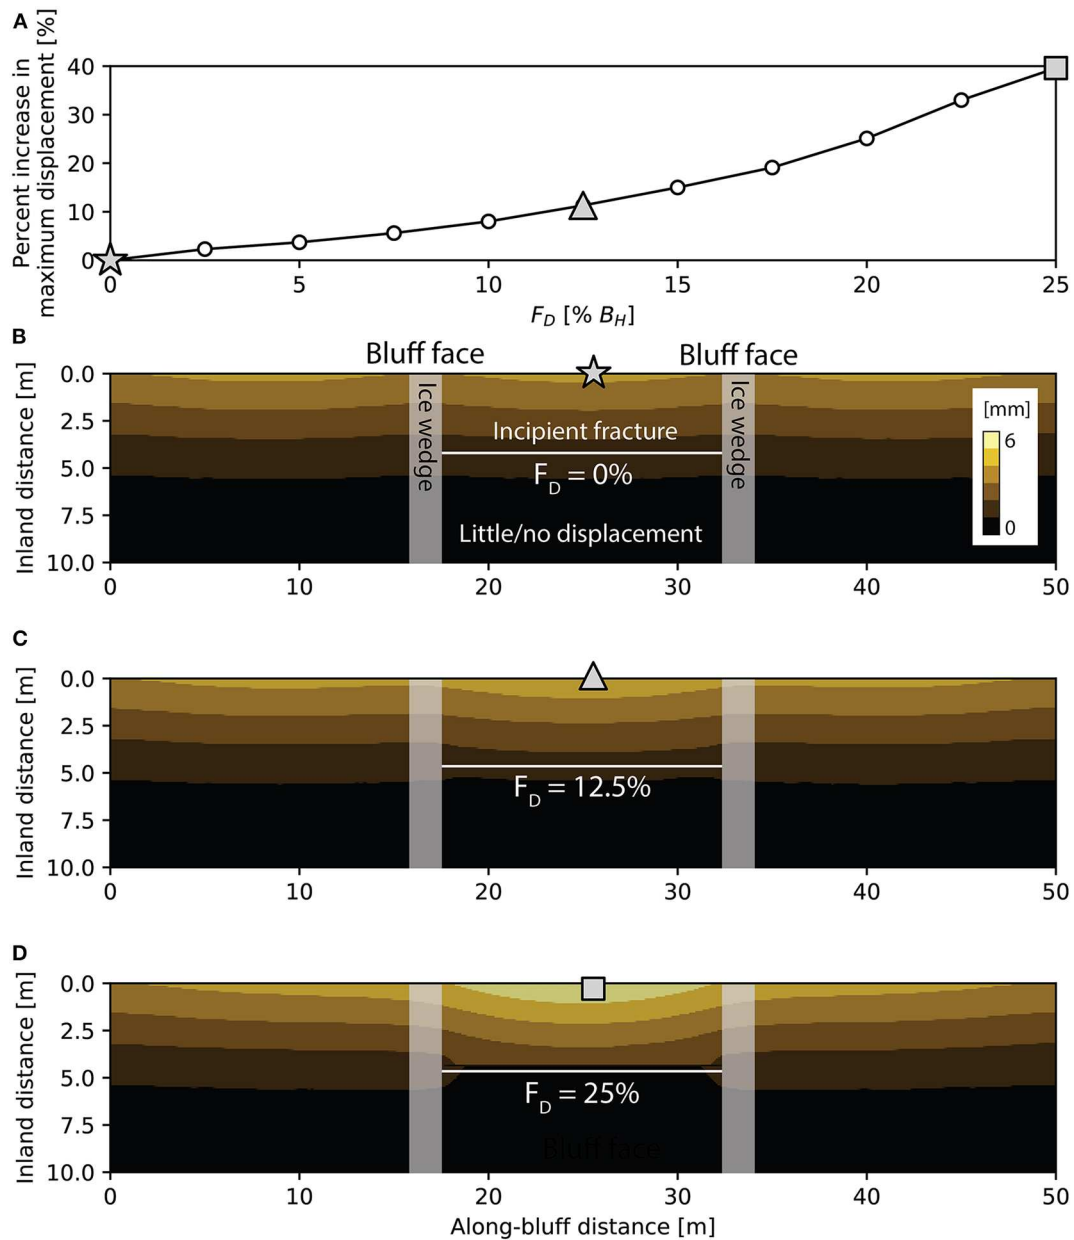 A
Percent increase in
maximum displacement [%]
40
30
20
10
0
0 5 10 15 20 25
F_D [% B_H]
B
Bluff face Bluff face
Inland distance [m]
0.0
2.5
5.0
7.5
10.0
Ice wedge
Incipient fracture
F_D = 0%
Little/no displacement
Ice wedge
[mm]
6
0
0 10 20 30 40 50
C
Inland distance [m]
0.0
2.5
5.0
7.5
10.0
F_D = 12.5%
0 10 20 30 40 50
D
Inland distance [m]
0.0
2.5
5.0
7.5
10.0
F_D = 25%
Bluff face
0 10 20 30 40 50
Along-bluff distance [m]